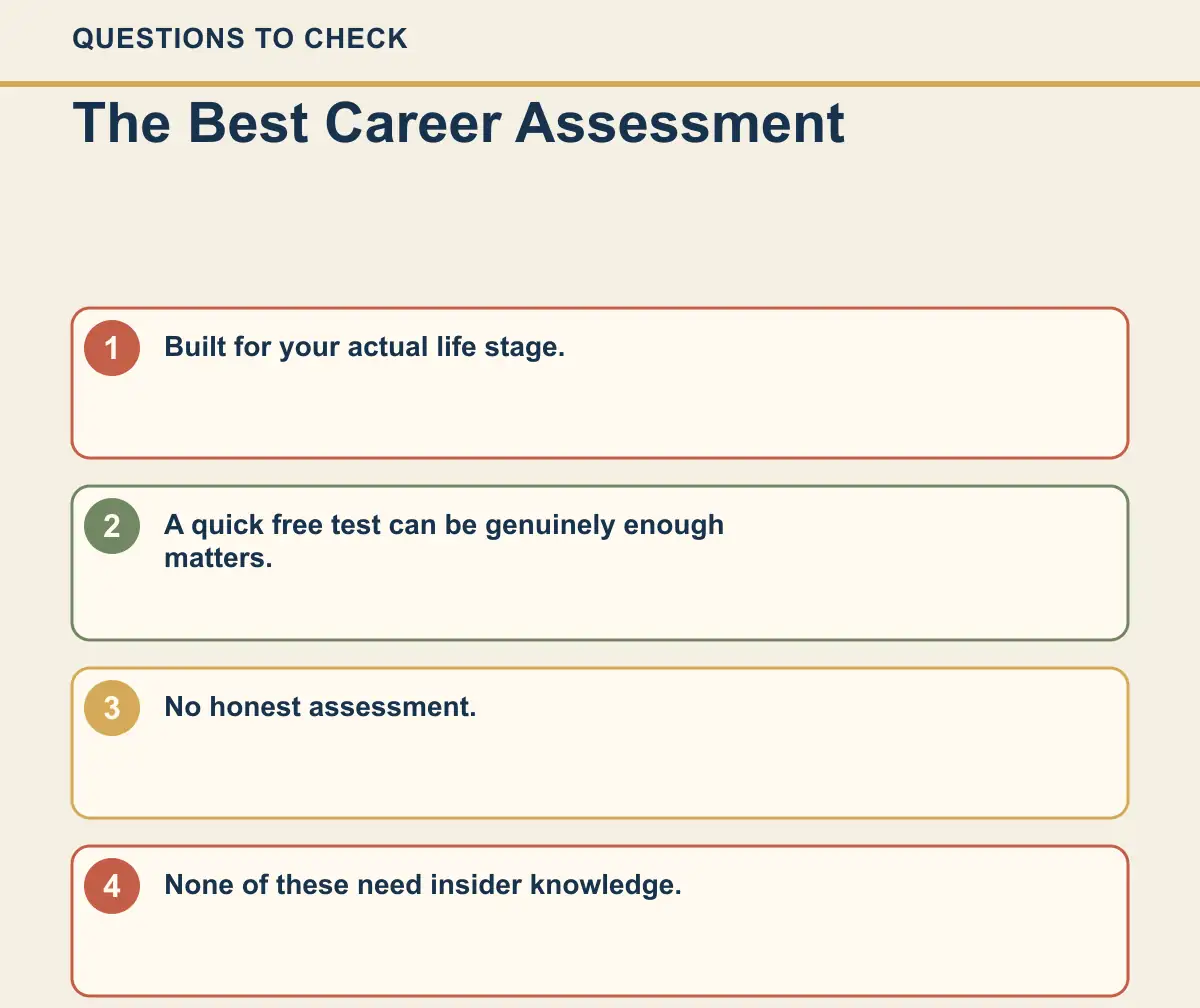 QUESTIONS TO CHECK
The Best Career Assessment
1 Built for your actual life stage.
2 A quick free test can be genuinely enough
matters.
3 No honest assessment.
4 None of these need insider knowledge.